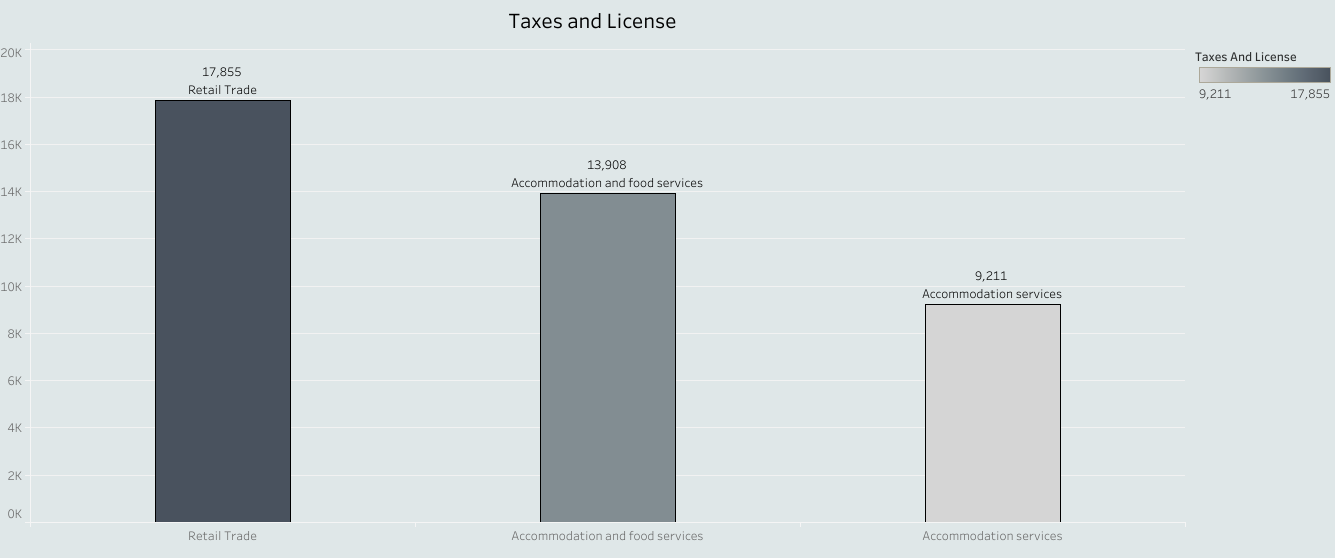 Taxes and License
20K
18K
16K
14K
12K
10K
8K
6K
4K
2K
0K
17,855
Retail Trade
13,908
Accommodation and food services
9,211
Accommodation services
Retail Trade
Accommodation and food services
Accommodation services
Taxes And License
9,211 17,855